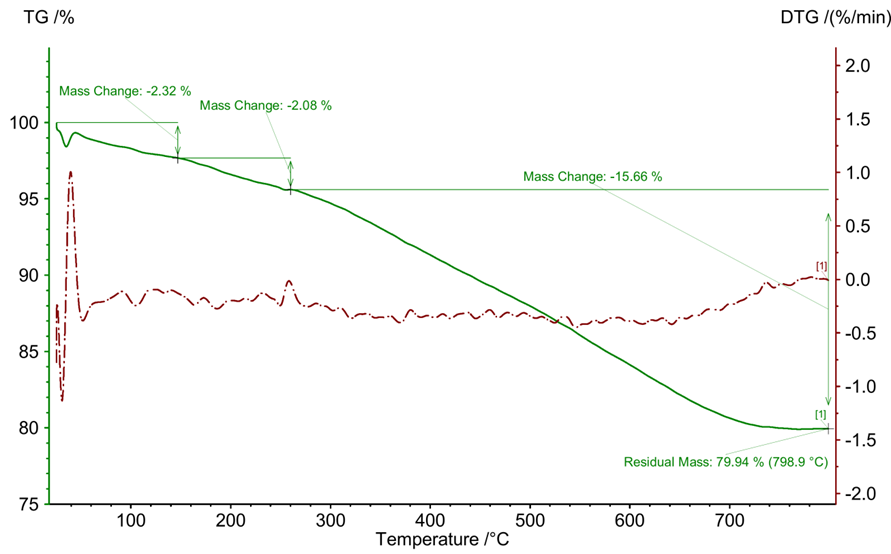 TG /%
DTG /(%/min)
2.0
Mass Change: -2.32 %
Mass Change: -2.08 %
100
1.5
Mass Change: -15.66 %
1.0
95
0.5
[1]
90
0.0
-0.5
85
-1.0
[1]
80
-1.5
Residual Mass: 79.94 % (798.9 °C)
-2.0
75
100 200 300 400 500 600 700
Temperature /°C